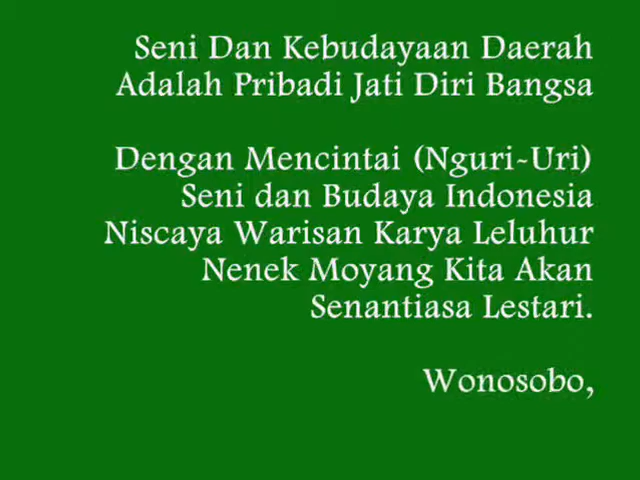 Seni Dan Kebudayaan Daerah
Adalah Pribadi Jati Diri Bangsa
Dengan Mencintai (Nguri-Uri)
Seni dan Budaya Indonesia
Niscaya Warisan Karya Leluhur
Nenek Moyang Kita Akan
Senantiasa Lestari.
Wonosobo,